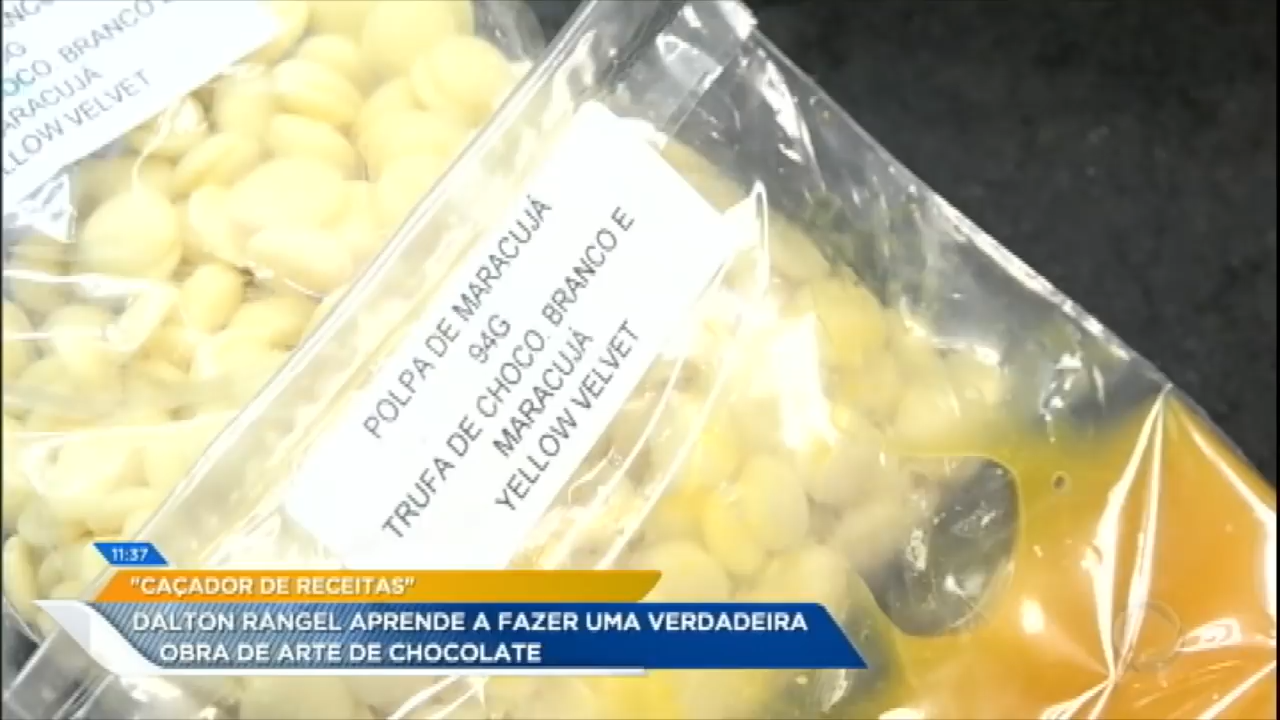 BRANCO
MARACUJÁ
YELLOW VELVET
POLPA DE MARACUJÁ
94G
TRUFA DE CHOCO. BRANCO E
MARACUJÁ
YELLOW VELVET
11:37
"CAÇADOR DE RECEITAS"
DALTON RANGEL APRENDE A FAZER UMA VERDADEIRA
OBRA DE ARTE DE CHOCOLATE